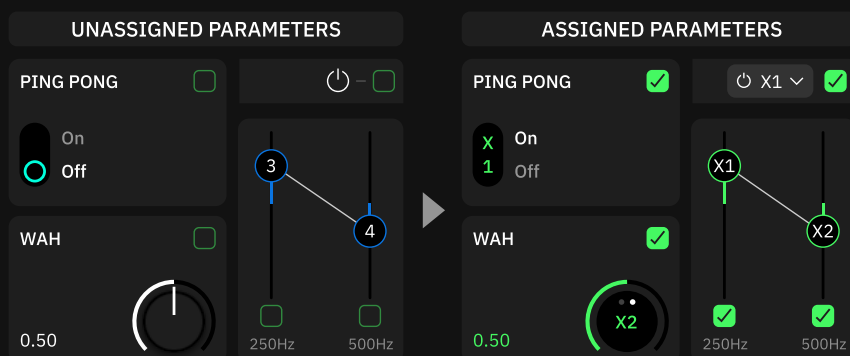 UNASSIGNED PARAMETERS
PING PONG
On
Off
3
4
WAH
0.50
250Hz 500Hz
ASSIGNED PARAMETERS
PING PONG
X1
X
1
On
Off
X1
X2
WAH
X2
0.50
250Hz 500Hz